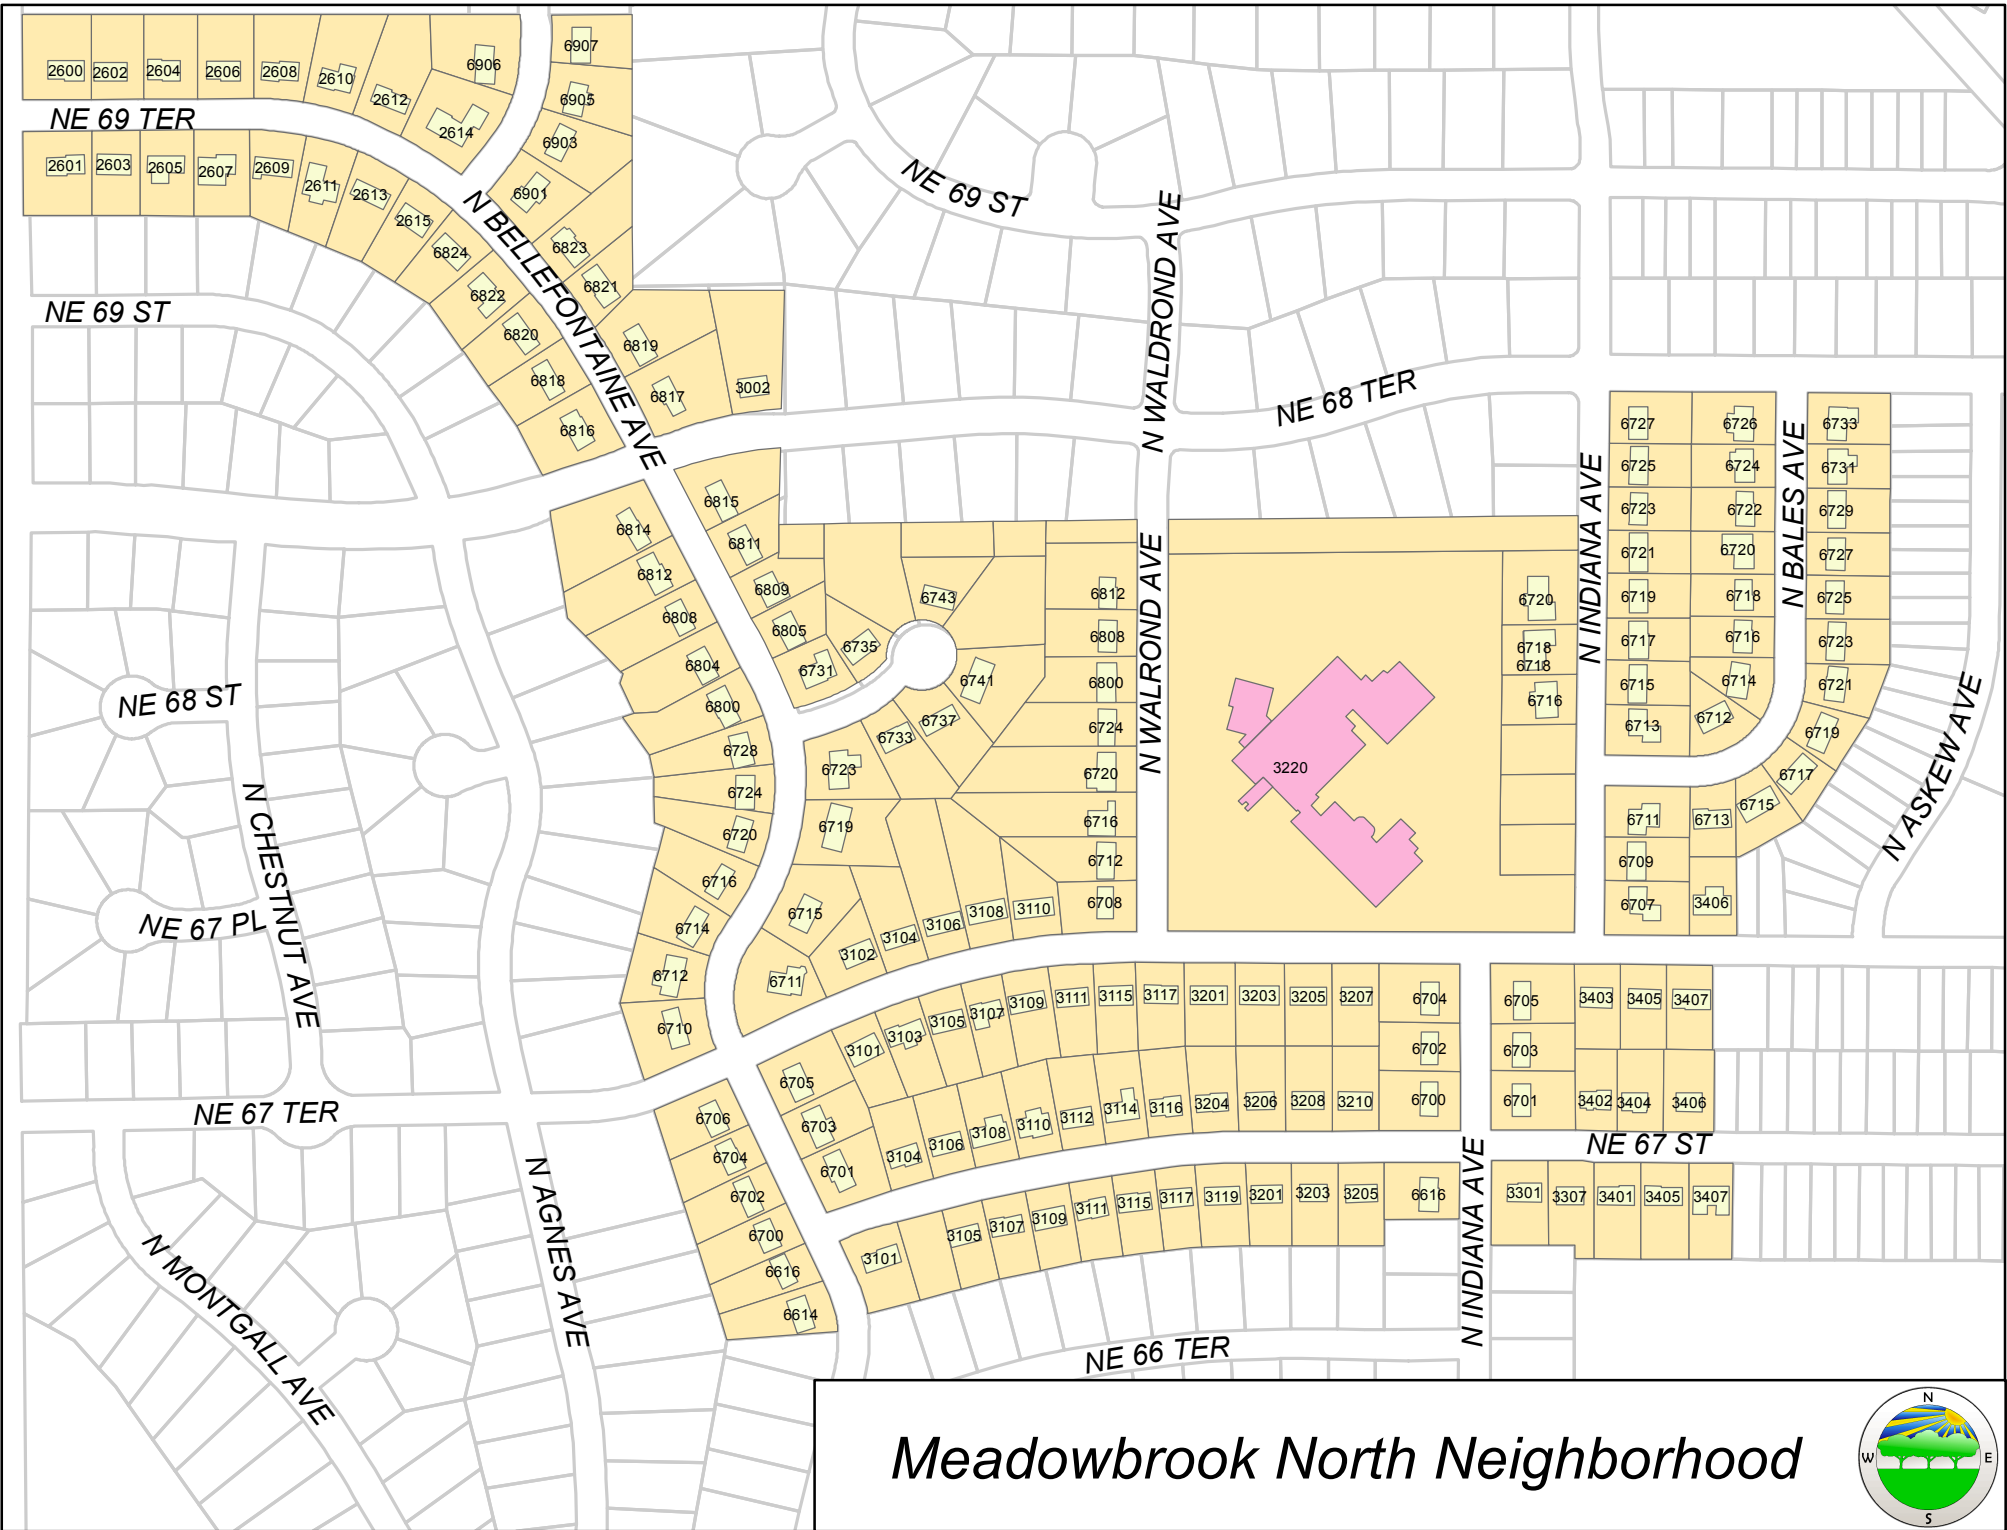 6907
2600 2602 2604 2606 2608 2610 2612 6906
6905
NE 69 TER
2614
6903
2601 2603 2605 2607 2609 2611 2613 2615
6901
NE 69 ST
N BELLEFONTAINE AVE
N WALDROND AVE
6824
6823
6822
6821
NE 69 ST
6820
6819
6818
6817
3002
6816
NE 68 TER
6727 6726 6733
6725 6724 6731
6723 6722 6729
6721 6720 6727
6719 6718 6725
6717 6716 6723
6715 6714 6721
6713 6712 6719
6717
6715
6711 6713
6709
6707 3406
N INDIANA AVE
N BALES AVE
N ASKEW AVE
6815
6814
6811
6812
6809
6808
6805
6804
6731
6735
6743
6741
6737
6733
6800
6728
6723
6724
6719
6720
6716
6715
6714
6712
6711
6710
6812
6808
6800
6724
6720
6716
6712
6708
N WALROND AVE
3220
6720
6718
6718
6716
NE 68 ST
N CHESTNUT AVE
NE 67 PL
3102 3104 3106 3108 3110
3101 3103 3105 3107 3109 3111 3115 3117 3201 3203 3205 3207 6704
6705 3403 3405 3407
6702
6703
6705
6703
6701
3104 3106 3108 3110 3112 3114 3116 3204 3206 3208 3210 6700
6701 3402 3404 3406
NE 67 TER
NE 67 ST
6706
6704
6702
6700
6616
6614
3101 3105 3107 3109 3111 3115 3117 3119 3201 3203 3205 6616
3301 3307 3401 3405 3407
N INDIANA AVE
N AGNES AVE
N MONTGALL AVE
NE 66 TER
Meadowbrook North Neighborhood
N
W E
S